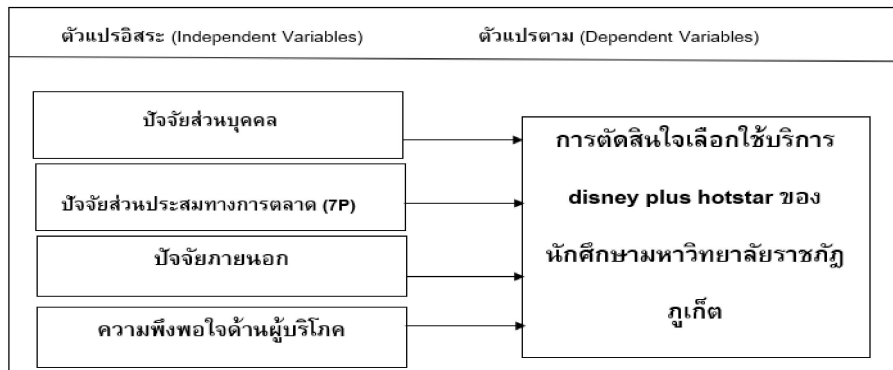 ตัวแปรอิสระ (Independent Variables)
ตัวแปรตาม (Dependent Variables)
ปัจจัยส่วนบุคคล
ปัจจัยส่วนประสมทางการตลาด (7P)
ปัจจัยภายนอก
ความพึงพอใจด้านผู้บริโภค
การตัดสินใจเลือกใช้บริการ
disney plus hotstar ของ
นักศึกษามหาวิทยาลัยราชภัฎ
ภูเก็ต